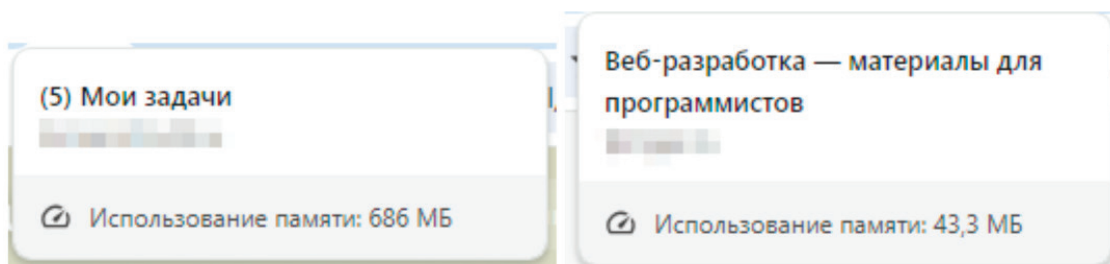 (5) Мои задачи
Использование памяти: 686 МБ
Веб-разработка — материалы для
программистов
Использование памяти: 43,3 МБ